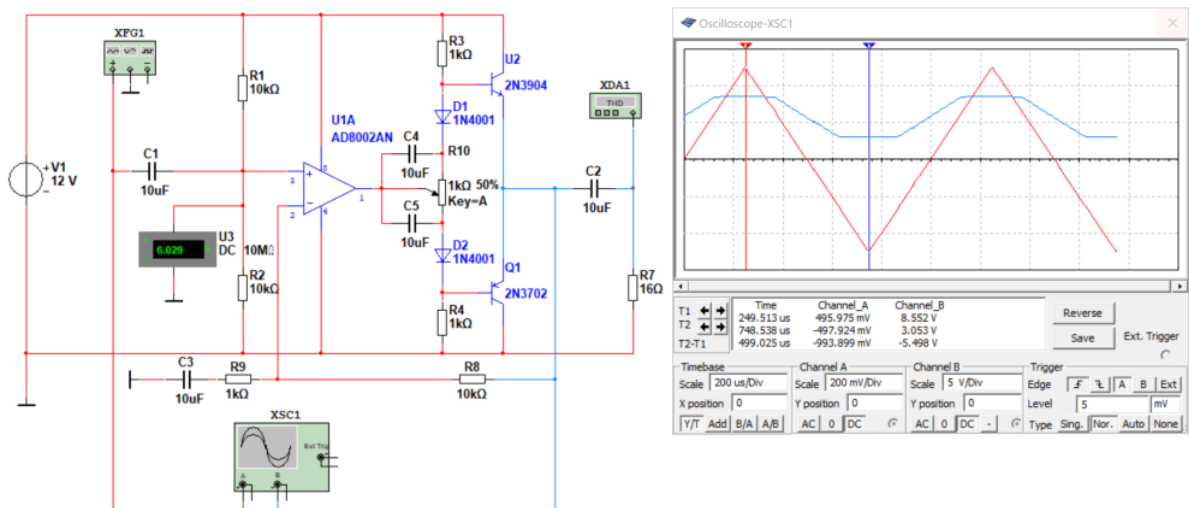 XFG1
R1
10kΩ
R3
1kΩ
U2
2N3904
XDA1
THD
D1
1N4001
U1A
AD8002AN
+V1
12 V
C1
10uF
C4
10uF
R10
1kΩ 50%
Key=A
C2
10uF
3
2
8
4
1
+
−
C5
10uF
6.029
U3
DC 10MΩ
R2
10kΩ
D2
1N4001
Q1
2N3702
R7
16Ω
R4
1kΩ
C3
10uF
R9
1kΩ
R8
10kΩ
XSC1
Ext Trig
A
B
Oscilloscope-XSC1
Time Channel_A Channel_B
T1 249.513 us 495.975 mV 8.552 V
T2 748.538 us -497.924 mV 3.053 V
T2-T1 499.025 us -993.899 mV -5.498 V
Reverse
Save
Ext. Trigger
Timebase
Scale 200 us/Div
X position 0
Y/T Add B/A A/B
Channel A
Scale 200 mV/Div
Y position 0
AC 0 DC
Channel B
Scale 5 V/Div
Y position 0
AC 0 DC -
Trigger
Edge A B Ext
Level 5 mV
Type Sing. Nor. Auto None